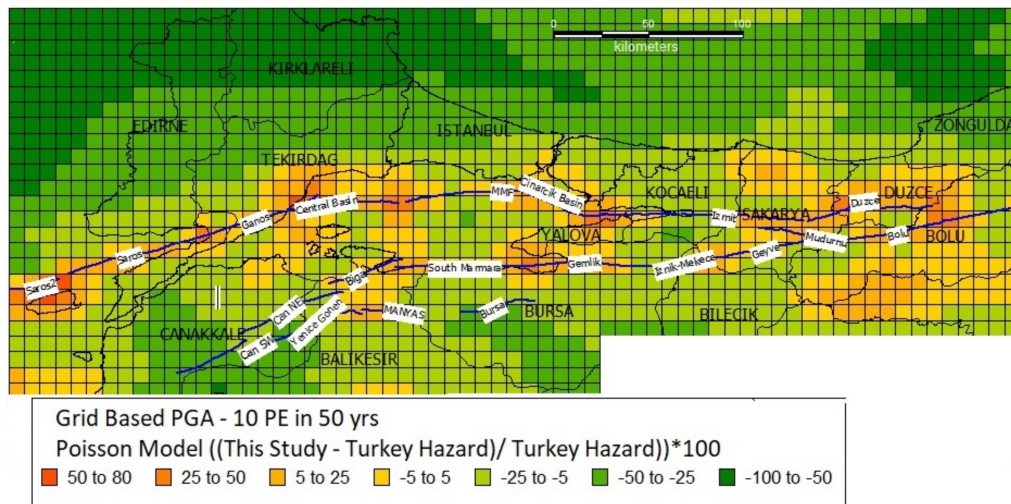 0 50 100
kilometers
KIRKLARELI
EDIRNE
ISTANBUL
ZONGULDA
TEKIRDAG
KOCAELI
DUZCE
MMF
Cinarcik Basin
Central Basin
Duzce
Izmit
SAKARYA
Ganos
YALOVA
Mudurnu
Bolu
BOLU
Saros
Geyve
South Marmara
Gemlik
Iznik-Mekece
Saros2
Biga
Can NE
MANYAS
Bursa
BURSA
BILECIK
CANAKKALE
Yenice Gonen
Can SW
BALIKESIR
Grid Based PGA - 10 PE in 50 yrs
Poisson Model ((This Study - Turkey Hazard)/ Turkey Hazard))*100
50 to 80 25 to 50 5 to 25 -5 to 5 -25 to -5 -50 to -25 -100 to -50